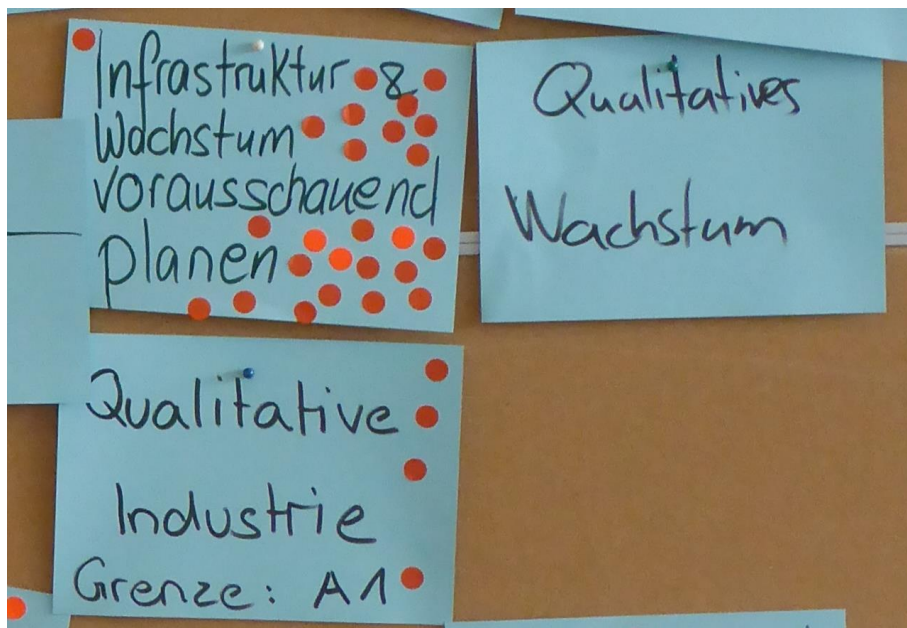 Infrastruktur &
Wachstum
vorausschauend
planen
Qualitatives
Wachstum
Qualitative
Industrie
Grenze: A1